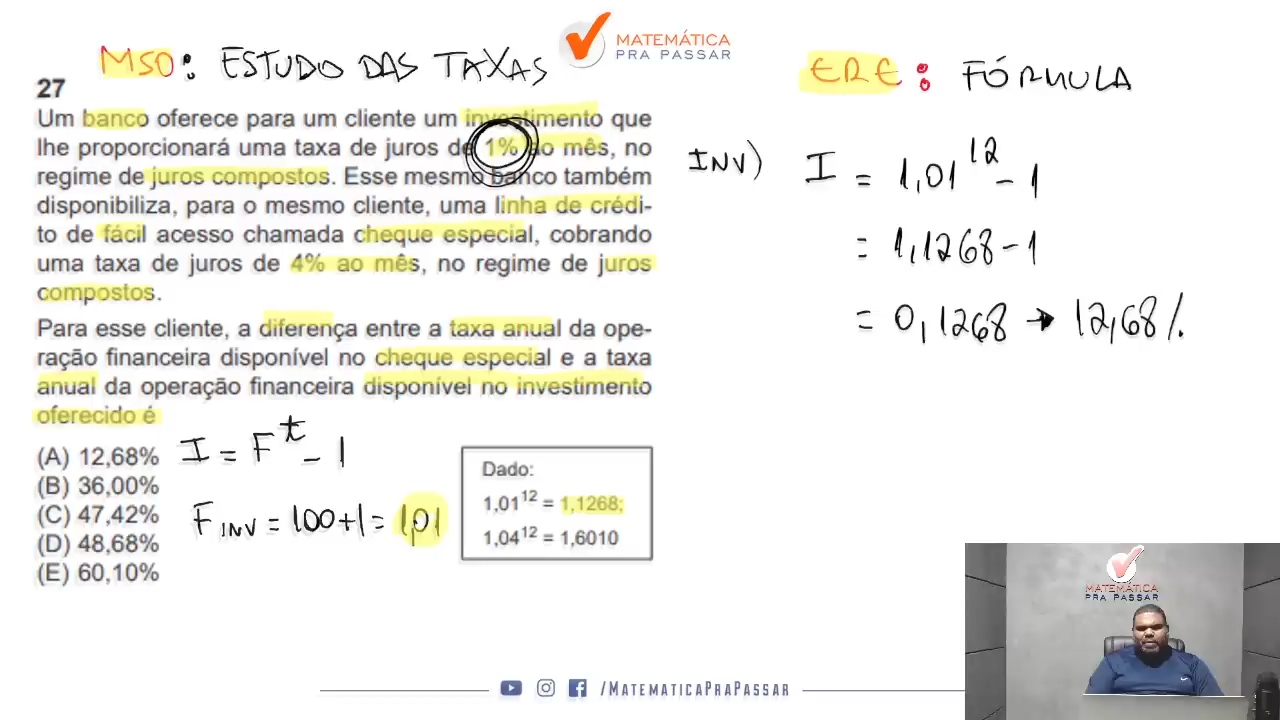 MATEMÁTICA
PRA PASSAR
MSO: ESTUDO DAS TAXAS
27
Um banco oferece para um cliente um investimento que
lhe proporcionará uma taxa de juros de 1% ao mês, no
regime de juros compostos. Esse mesmo banco também
disponibiliza, para o mesmo cliente, uma linha de crédi-
to de fácil acesso chamada cheque especial, cobrando
uma taxa de juros de 4% ao mês, no regime de juros
compostos.
Para esse cliente, a diferença entre a taxa anual da ope-
ração financeira disponível no cheque especial e a taxa
anual da operação financeira disponível no investimento
oferecido é
(A) 12,68%
(B) 36,00%
(C) 47,42%
(D) 48,68%
(E) 60,10%
I = F^t - 1
F INV = 100+1 = 1,01
Dado:
1,01¹² = 1,1268;
1,04¹² = 1,6010
ERE: FÓRMULA
INV) I = 1,01¹² - 1
= 1,1268 - 1
= 0,1268 → 12,68%
MATEMÁTICA
PRA PASSAR
/MATEMATICAPRAPASSAR